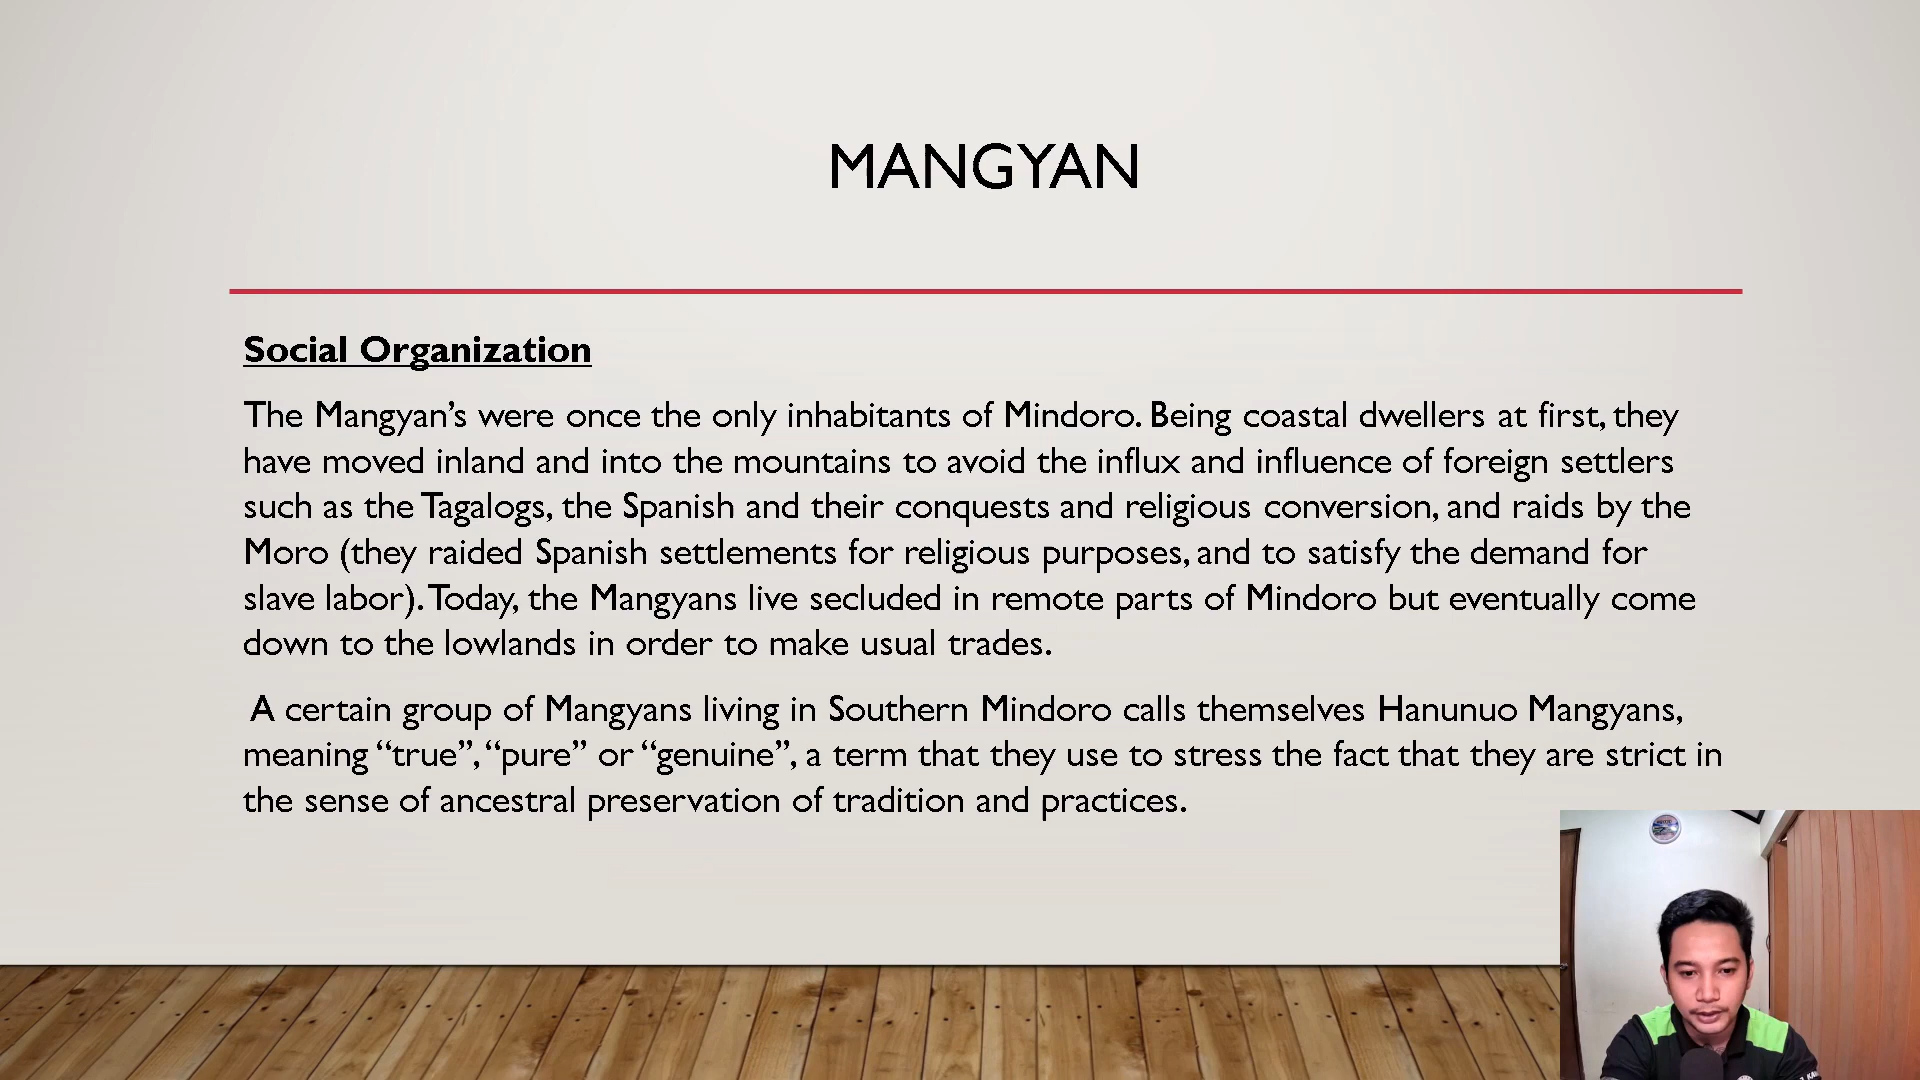 MANGYAN
Social Organization
The Mangyan’s were once the only inhabitants of Mindoro. Being coastal dwellers at first, they
have moved inland and into the mountains to avoid the influx and influence of foreign settlers
such as the Tagalogs, the Spanish and their conquests and religious conversion, and raids by the
Moro (they raided Spanish settlements for religious purposes, and to satisfy the demand for
slave labor). Today, the Mangyans live secluded in remote parts of Mindoro but eventually come
down to the lowlands in order to make usual trades.
A certain group of Mangyans living in Southern Mindoro calls themselves Hanunuo Mangyans,
meaning “true”, “pure” or “genuine”, a term that they use to stress the fact that they are strict in
the sense of ancestral preservation of tradition and practices.